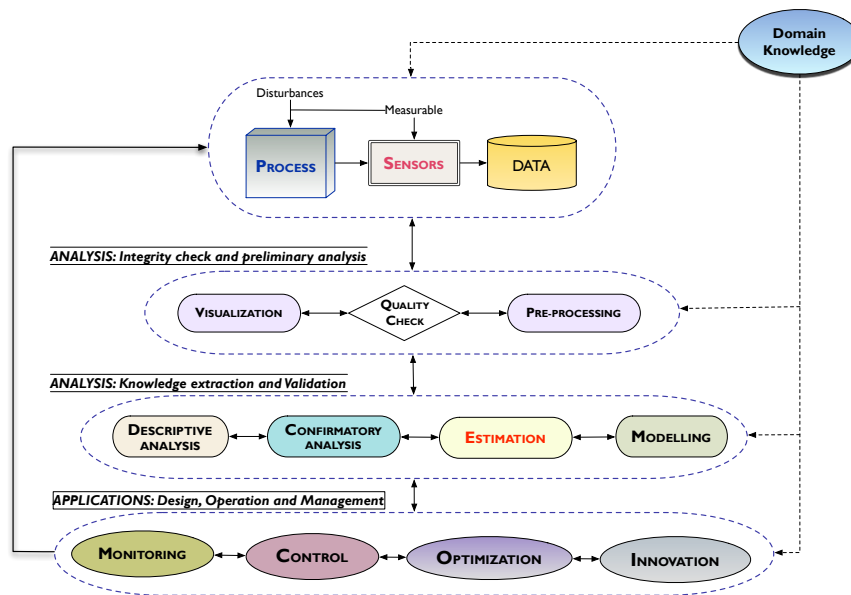 Domain
Knowledge
Disturbances
Measurable
PROCESS
SENSORS
DATA
ANALYSIS: Integrity check and preliminary analysis
VISUALIZATION
QUALITY
CHECK
PRE-PROCESSING
ANALYSIS: Knowledge extraction and Validation
DESCRIPTIVE
ANALYSIS
CONFIRMATORY
ANALYSIS
ESTIMATION
MODELLING
APPLICATIONS: Design, Operation and Management
MONITORING
CONTROL
OPTIMIZATION
INNOVATION